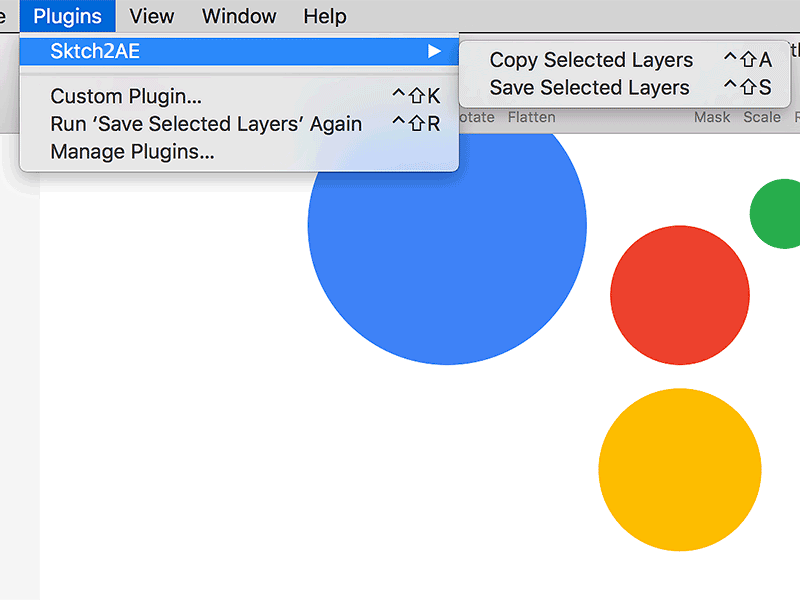 e Plugins View Window Help
Sktch2AE ▶
Copy Selected Layers ^⇧A
Save Selected Layers ^⇧S
Custom Plugin... ^⇧K
Run ‘Save Selected Layers’ Again ^⇧R
Manage Plugins...
otate Flatten Mask Scale